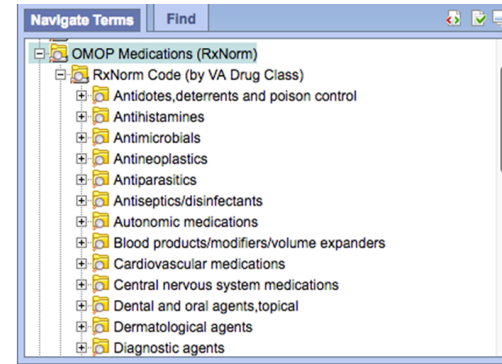 Navigate Terms Find
OMOP Medications (RxNorm)
RxNorm Code (by VA Drug Class)
Antidotes,deterrents and poison control
Antihistamines
Antimicrobials
Antineoplastics
Antiparasitics
Antiseptics/disinfectants
Autonomic medications
Blood products/modifiers/volume expanders
Cardiovascular medications
Central nervous system medications
Dental and oral agents,topical
Dermatological agents
Diagnostic agents